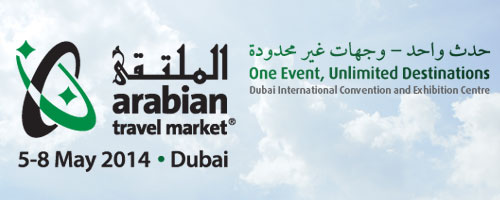 الملتقى
arabian
travel market®
5-8 May 2014 • Dubai
حدث واحد – وجهات غير محدودة
One Event, Unlimited Destinations
Dubai International Convention and Exhibition Centre